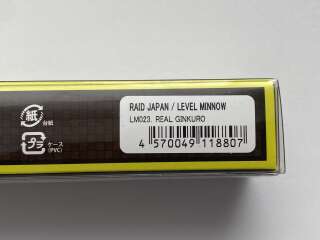 紙 台紙
プラ ケース
(PVC)
RAID JAPAN / LEVEL MINNOW
LM023. REAL GINKURO
4 570049 118807